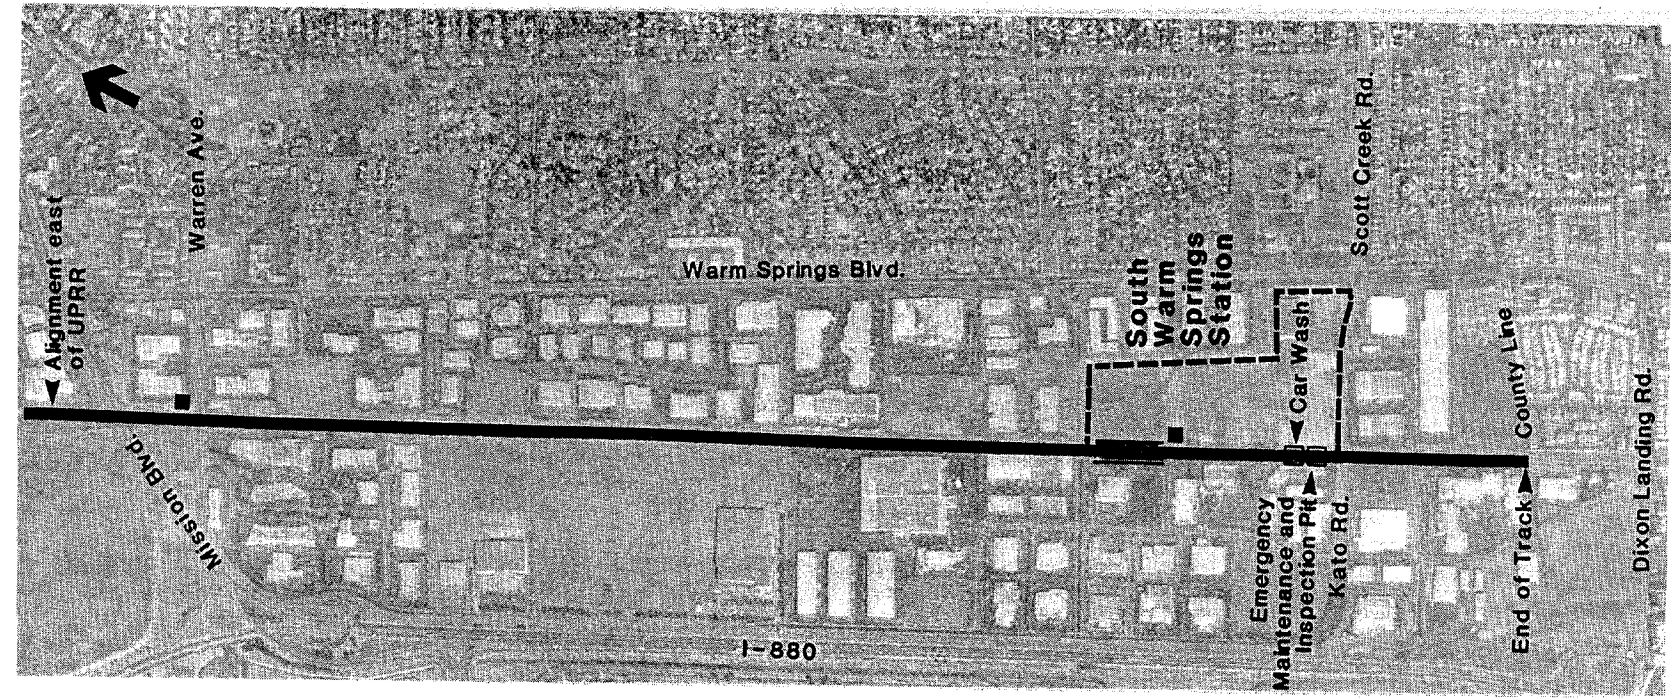 Alignment east
of UPRR
Warren Ave.
Mission Blvd.
Warm Springs Blvd.
I-880
South
Warm
Springs
Station
Car Wash
Scott Creek Rd.
Emergency
Maintenance and
Inspection Pit
Kato Rd.
County Line
End of Track
Dixon Landing Rd.